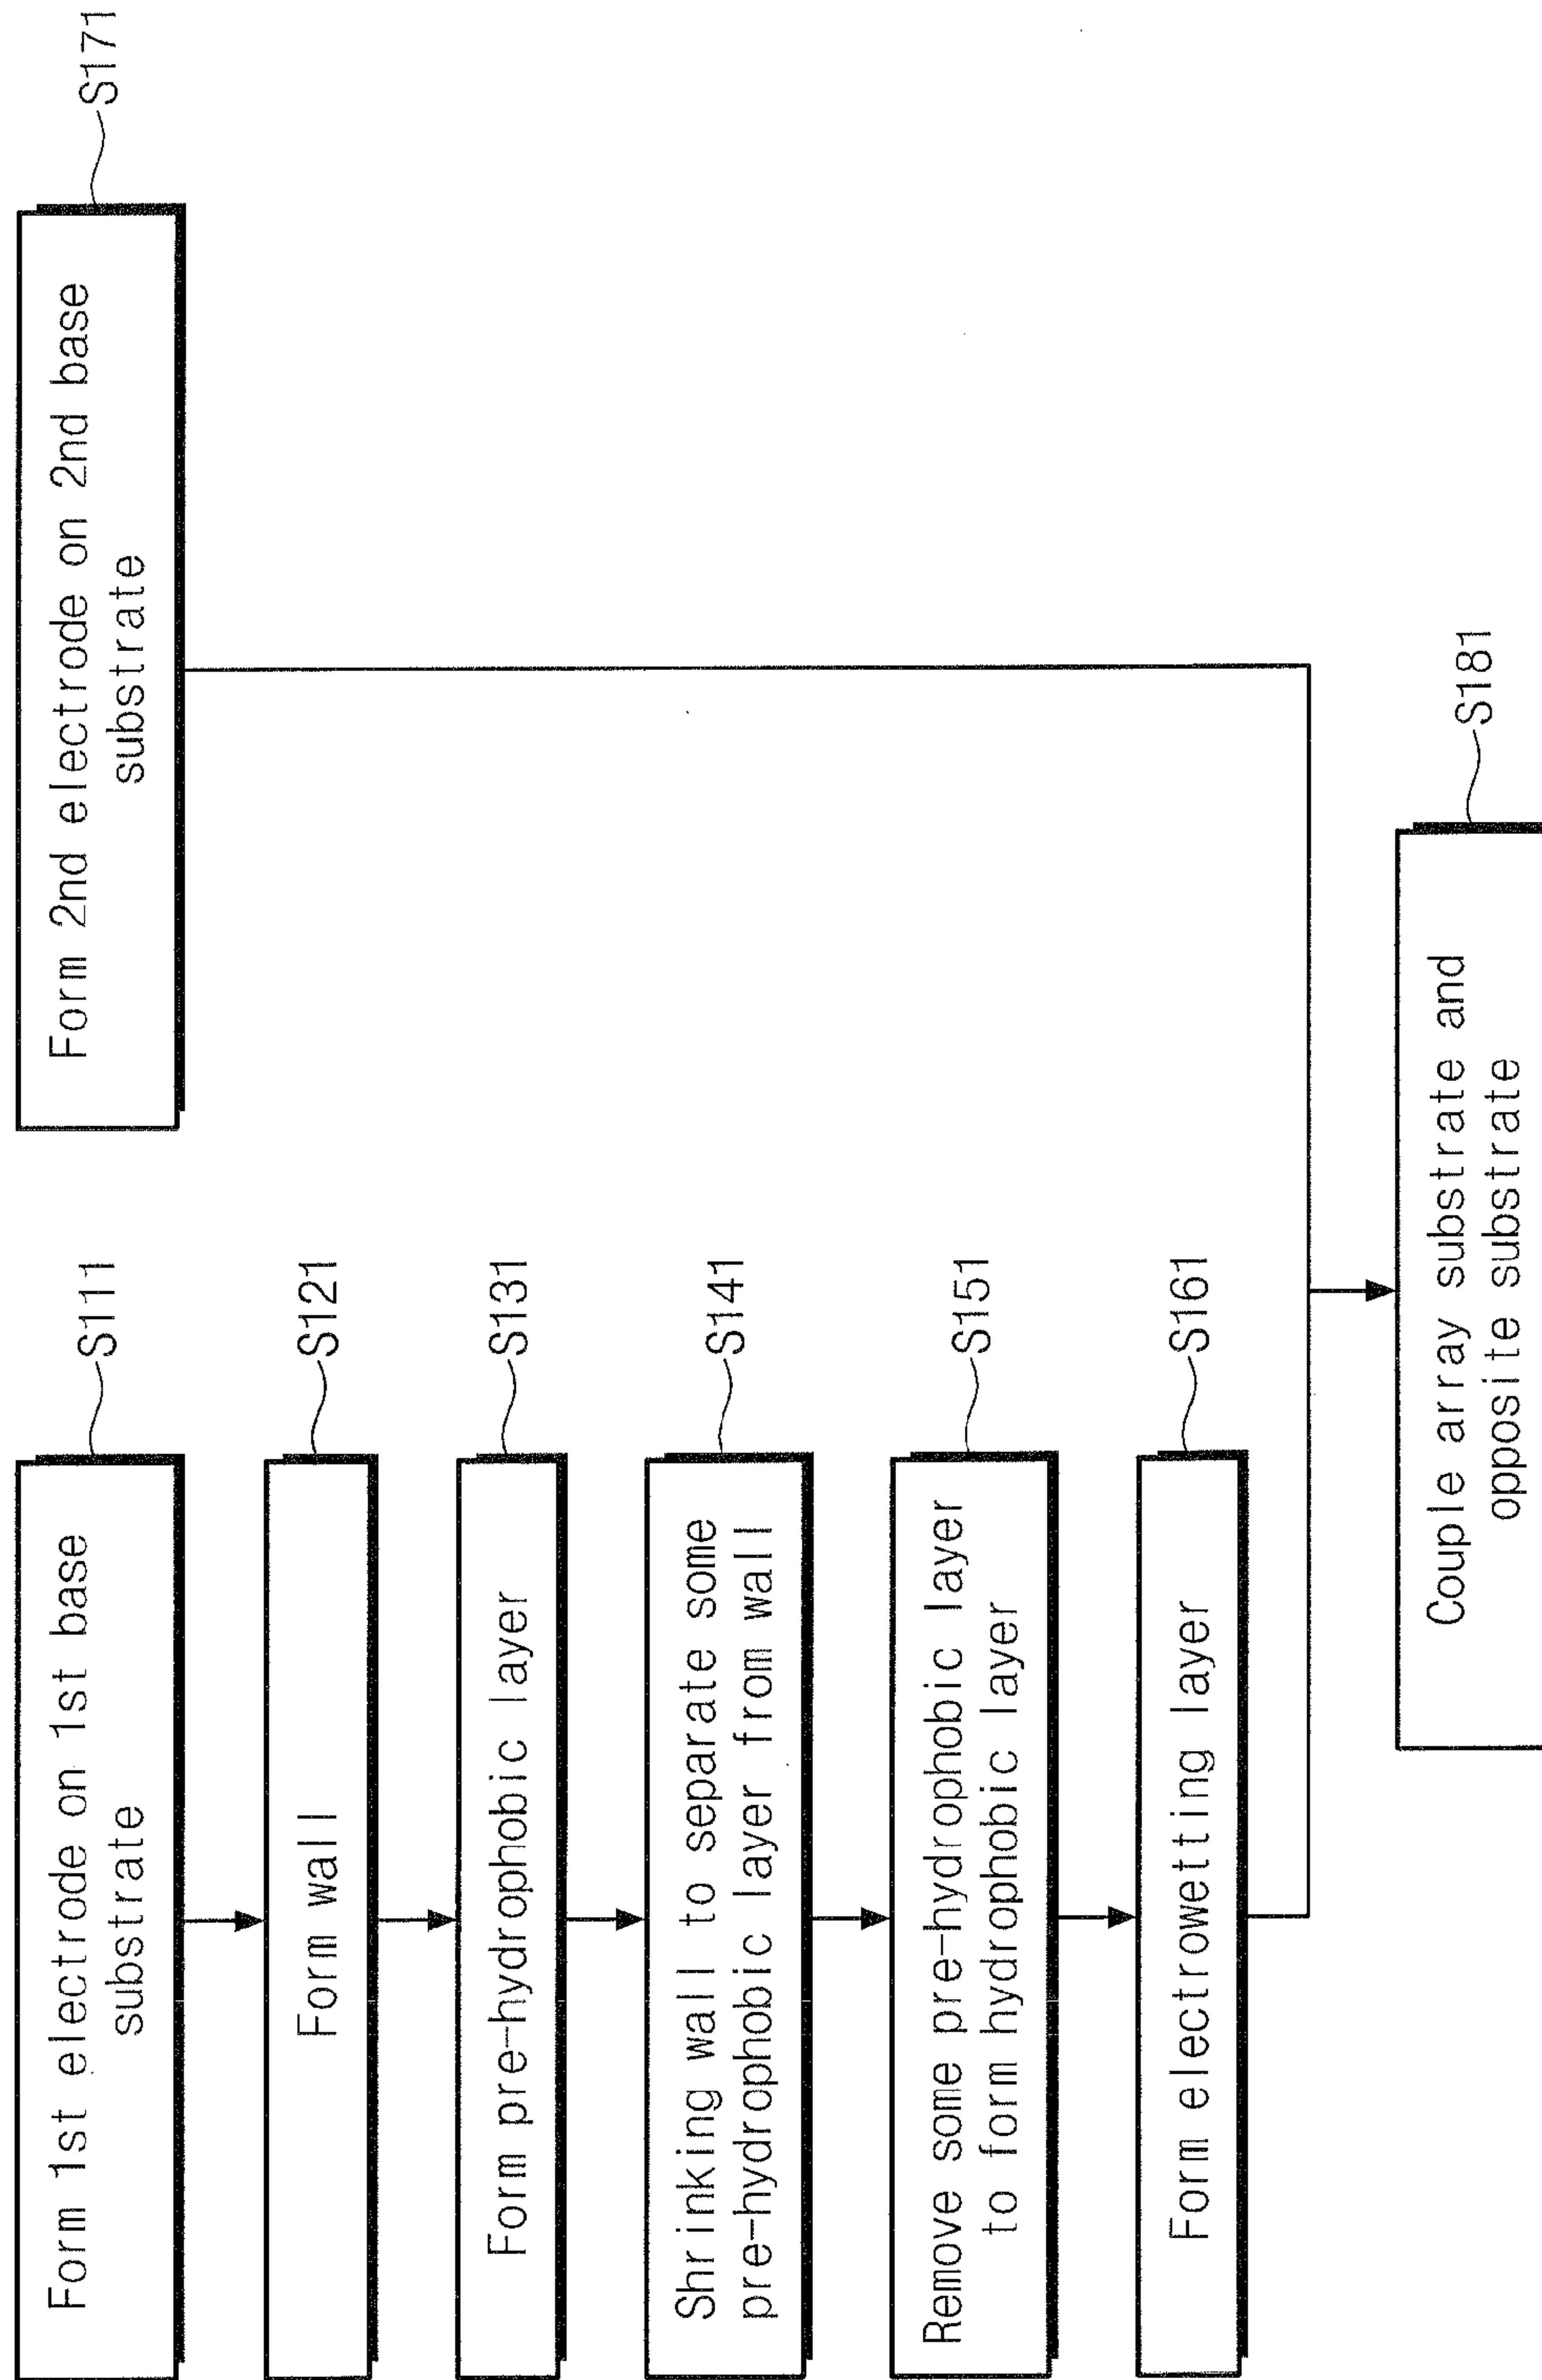 Form 1st electrode on 1st base
substrate
S111
Form wall
S121
Form pre-hydrophobic layer
S131
Shrinking wall to separate some
pre-hydrophobic layer from wall
S141
Remove some pre-hydrophobic layer
to form hydrophobic layer
S151
Form electrowetting layer
S161
Form 2nd electrode on 2nd base
substrate
S171
Couple array substrate and
opposite substrate
S181